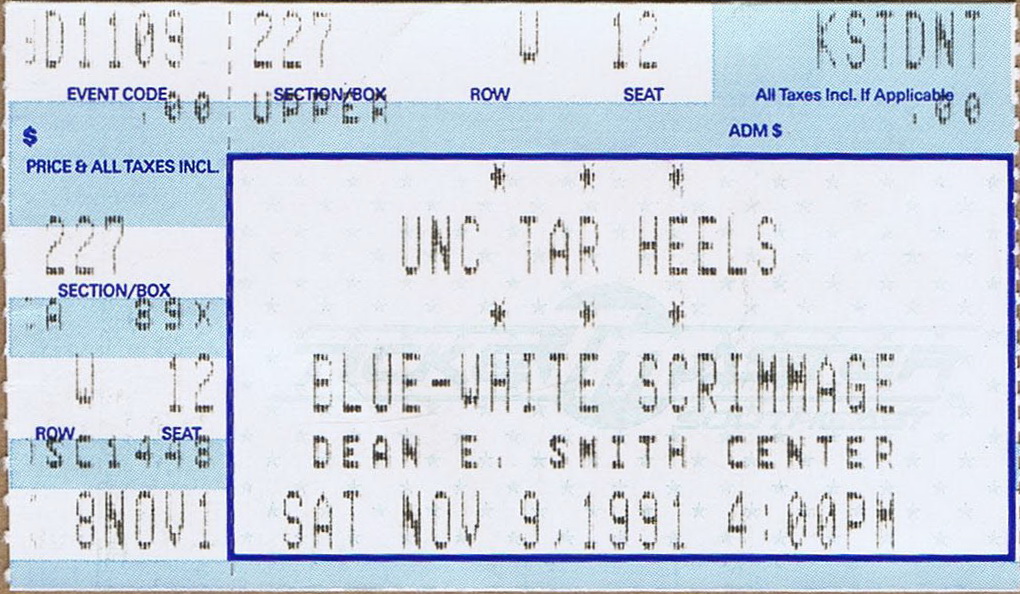 D1109 227 W 12 KSTDNT
EVENT CODE SECTION/BOX ROW SEAT All Taxes Incl. If Applicable
.00 UPPER .00
$ ADM $
PRICE & ALL TAXES INCL.
* * *
227 UNC TAR HEELS
SECTION/BOX
A 89X * * *
W 12 BLUE-WHITE SCRIMMAGE
ROW SEAT
SC1448 DEAN E. SMITH CENTER
8NOV1 SAT NOV 9,1991 4:00PM